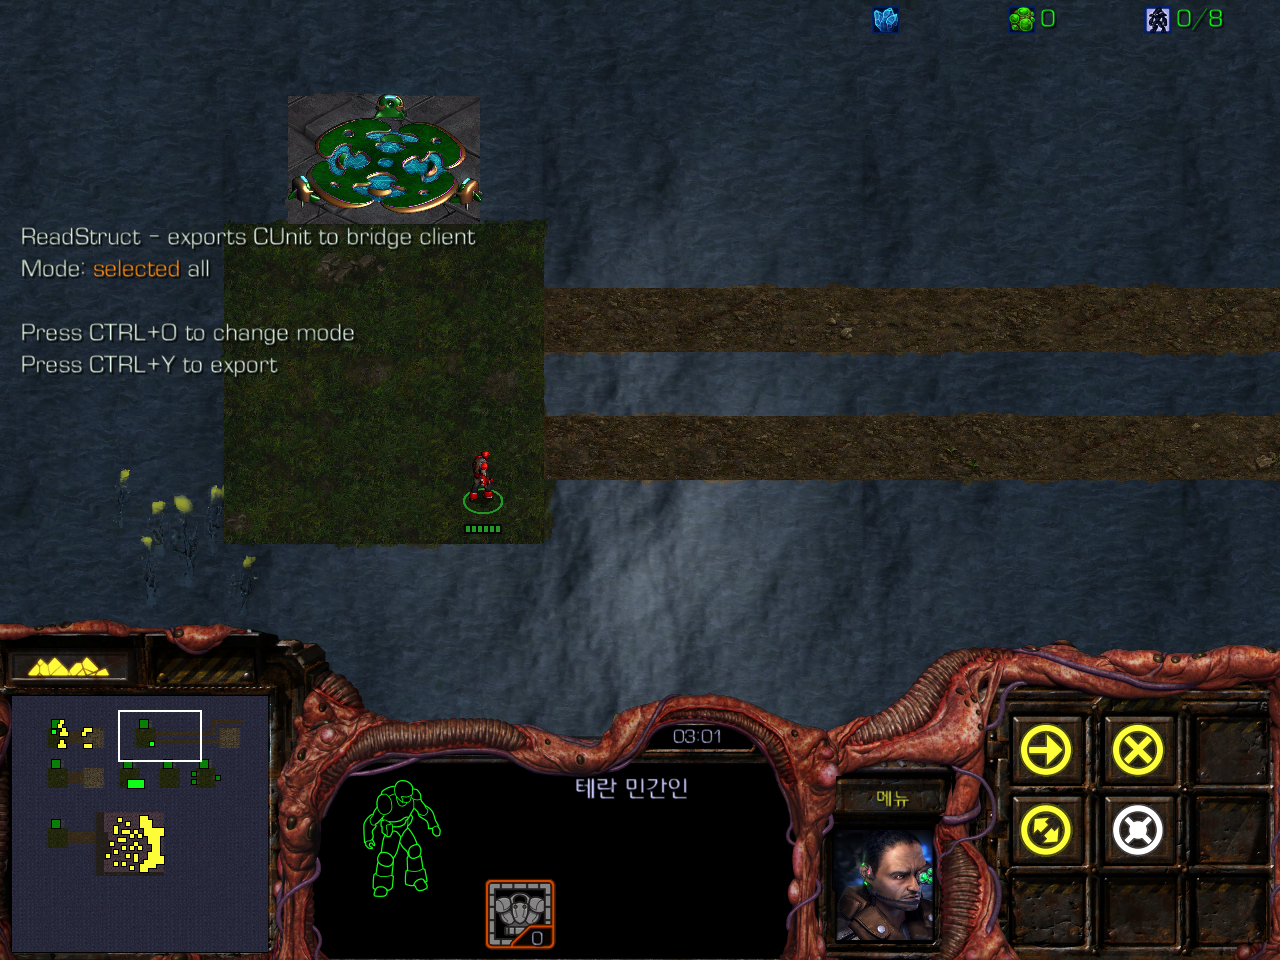 0
0/8
ReadStruct - exports CUnit to bridge client
Mode: selected all
Press CTRL+O to change mode
Press CTRL+Y to export
03:01
테란 민간인
메뉴
0